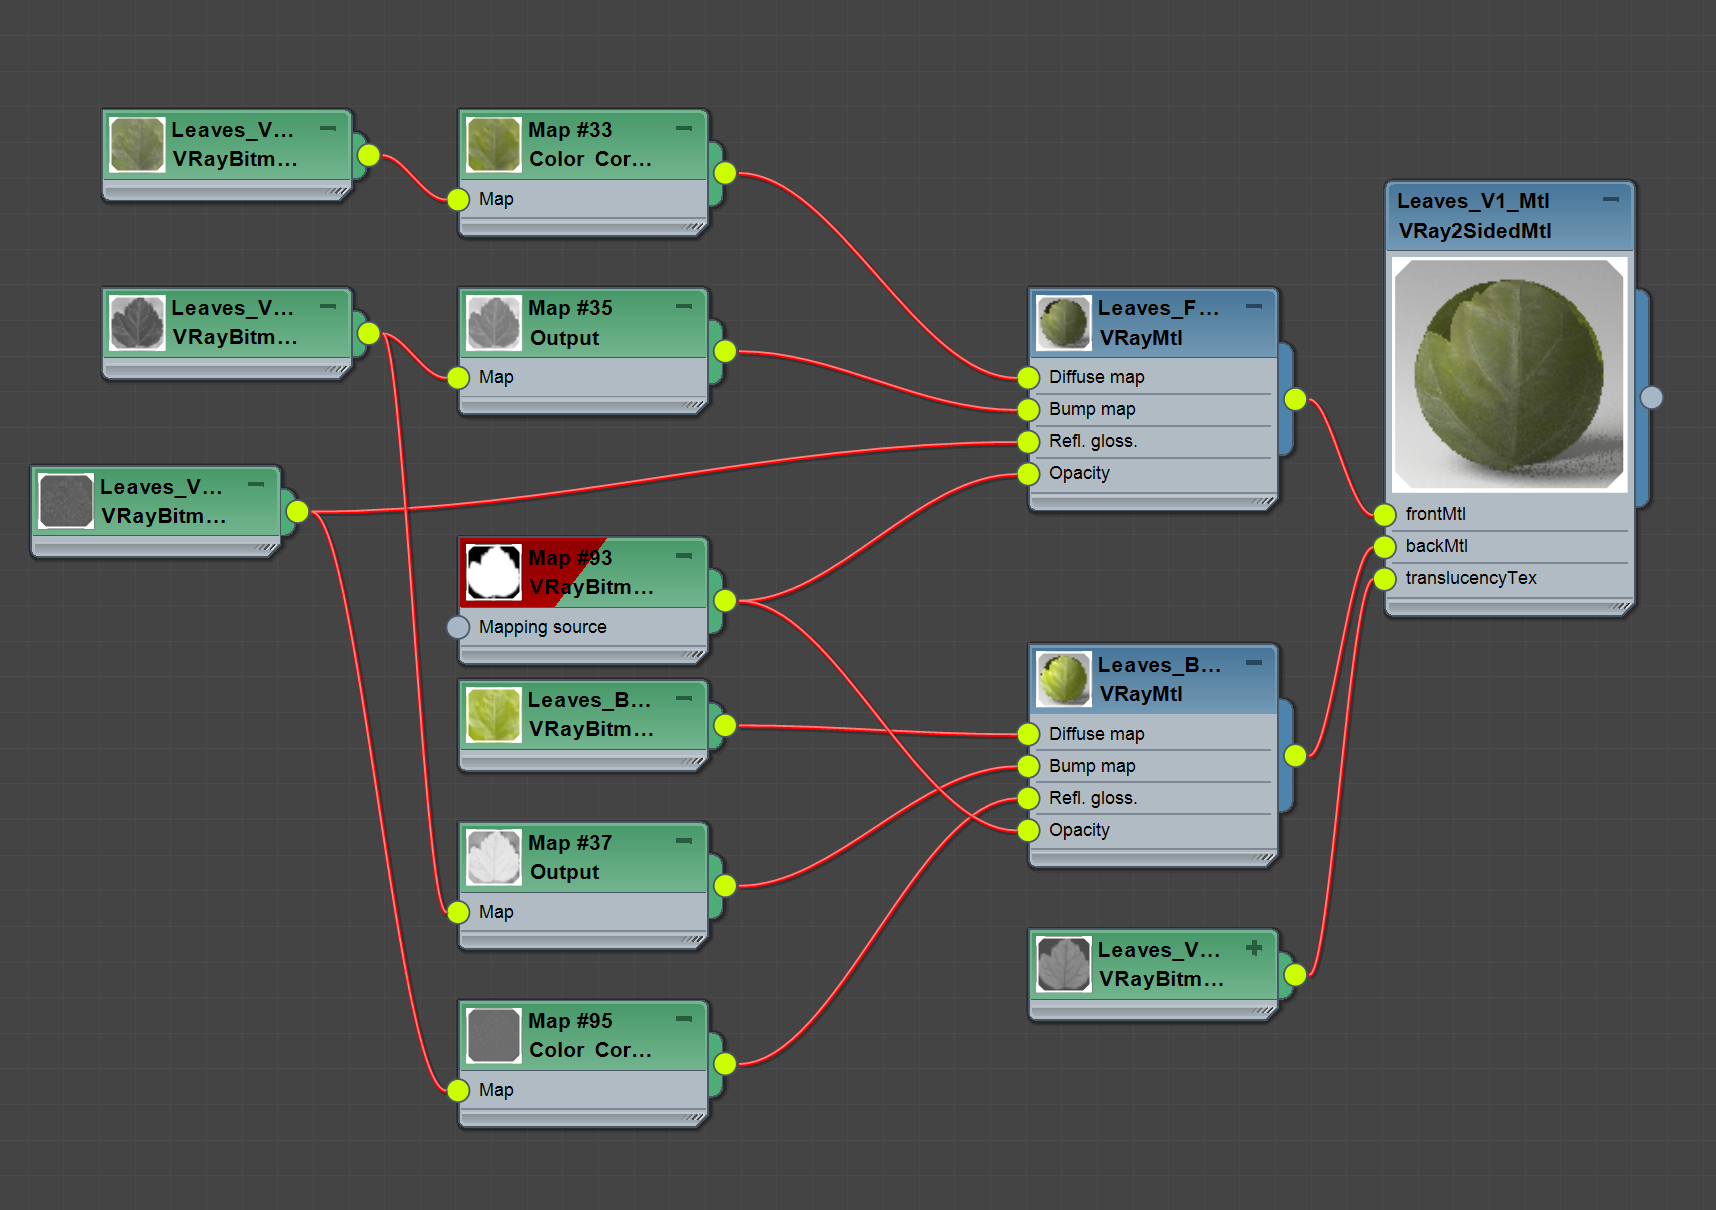 Leaves_V...
VRayBitm...
Map #33
Color Cor...
Map
Leaves_V...
VRayBitm...
Map #35
Output
Map
Leaves_V...
VRayBitm...
Map #93
VRayBitm...
Mapping source
Leaves_B...
VRayBitm...
Map #37
Output
Map
Map #95
Color Cor...
Map
Leaves_F...
VRayMtl
Diffuse map
Bump map
Refl. gloss.
Opacity
Leaves_B...
VRayMtl
Diffuse map
Bump map
Refl. gloss.
Opacity
Leaves_V...
VRayBitm...
Leaves_V1_Mtl
VRay2SidedMtl
frontMtl
backMtl
translucencyTex